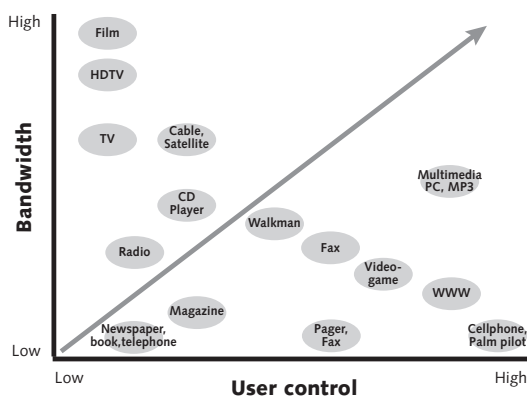 High
Film
HDTV
TV
Cable,
Satellite
Multimedia
PC, MP3
CD
Player
Walkman
Fax
Radio
Video-
game
WWW
Magazine
Newspaper,
book,telephone
Pager,
Fax
Cellphone,
Palm pilot
Bandwidth
Low
Low
High
User control